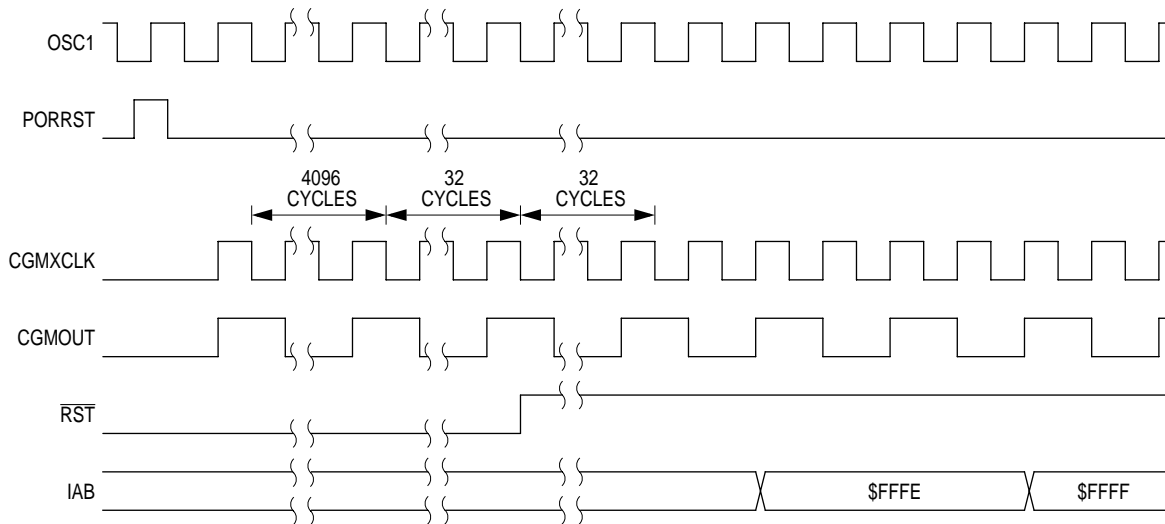 OSC1
PORRST
4096
CYCLES
32
CYCLES
32
CYCLES
CGMXCLK
CGMOUT
RST
IAB
$FFFE
$FFFF